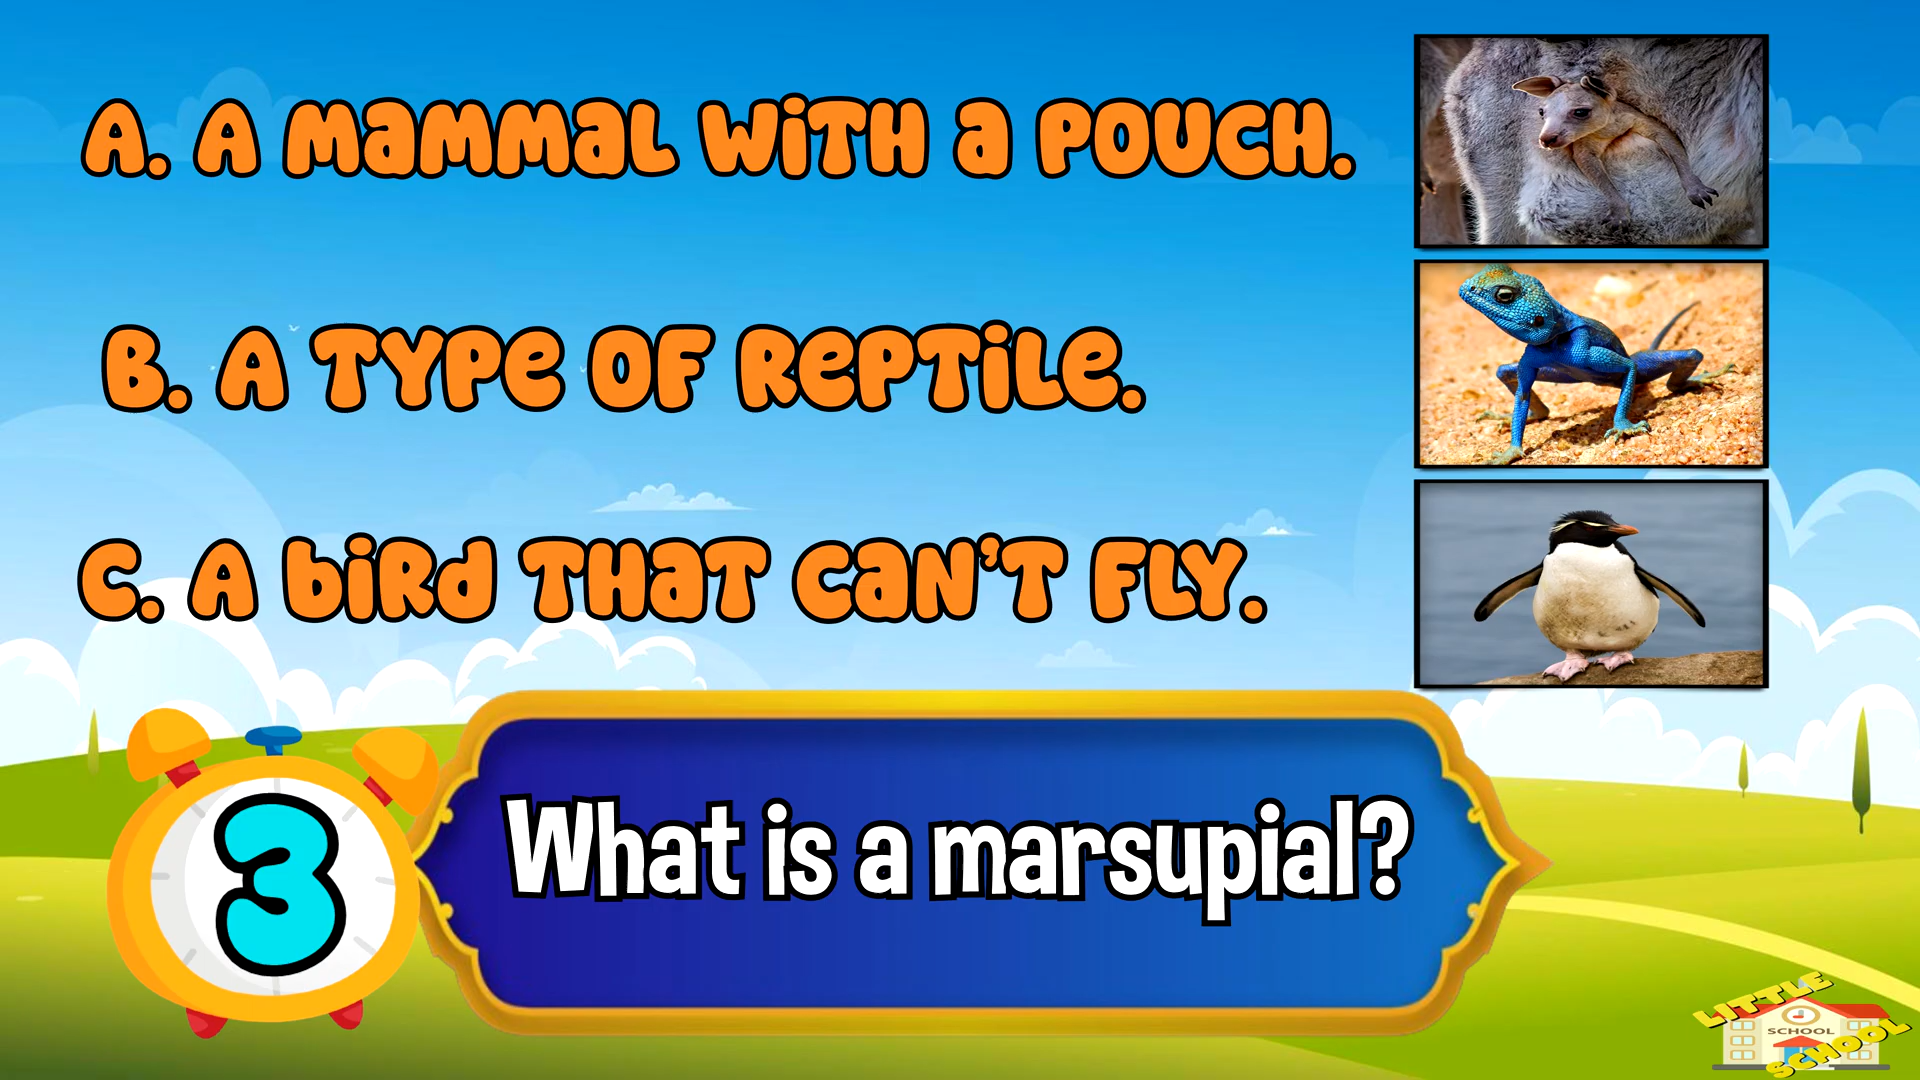 A. A mammal with a pouch.
B. A type of reptile.
C. A bird that can't fly.
3
What is a marsupial?
LITTLE
SCHOOL
SCHOOL